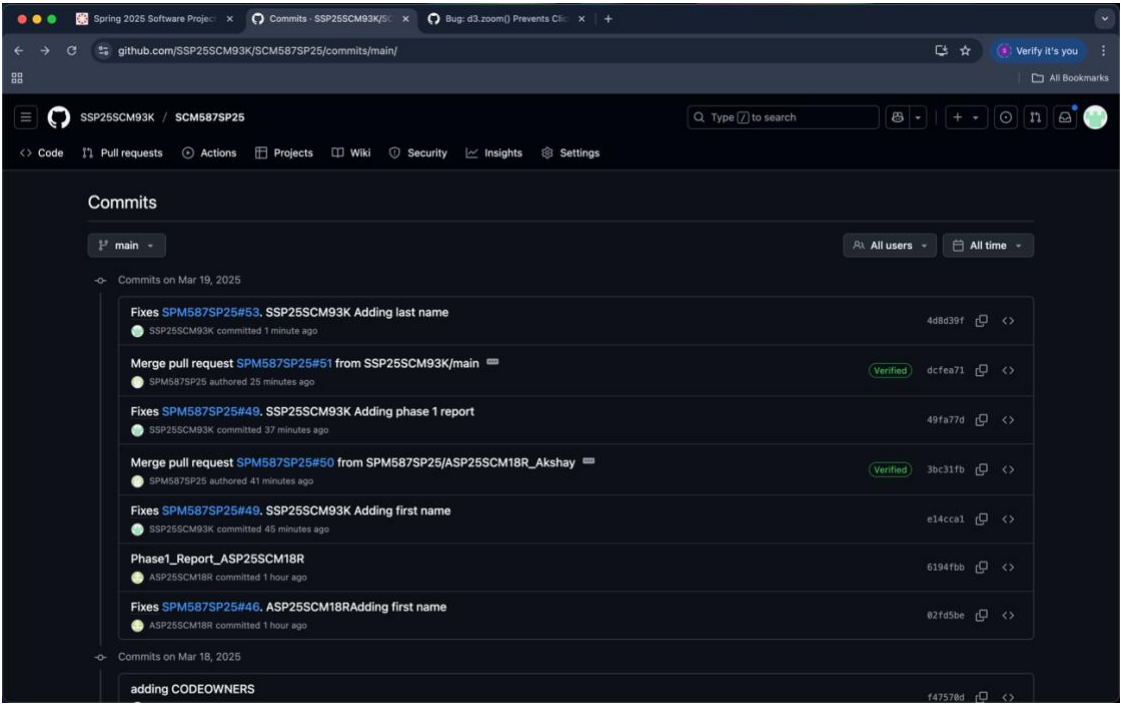 Spring 2025 Software Projec
Commits · SSP25SCM93K/SC
Bug: d3.zoom() Prevents Clic
github.com/SSP25SCM93K/SCM587SP25/commits/main/
Verify it's you
All Bookmarks
SSP25SCM93K / SCM587SP25
Type / to search
Code Pull requests Actions Projects Wiki Security Insights Settings
Commits
main
All users
All time
Commits on Mar 19, 2025
Fixes SPM587SP25#53. SSP25SCM93K Adding last name
SSP25SCM93K committed 1 minute ago
4d8d39f
Merge pull request SPM587SP25#51 from SSP25SCM93K/main
SPM587SP25 authored 25 minutes ago
Verified dcfea71
Fixes SPM587SP25#49. SSP25SCM93K Adding phase 1 report
SSP25SCM93K committed 37 minutes ago
49fa77d
Merge pull request SPM587SP25#50 from SPM587SP25/ASP25SCM18R_Akshay
SPM587SP25 authored 41 minutes ago
Verified 3bc31fb
Fixes SPM587SP25#49. SSP25SCM93K Adding first name
SSP25SCM93K committed 45 minutes ago
e14cca1
Phase1_Report_ASP25SCM18R
ASP25SCM18R committed 1 hour ago
6194fbb
Fixes SPM587SP25#46. ASP25SCM18RAdding first name
ASP25SCM18R committed 1 hour ago
02fd5be
Commits on Mar 18, 2025
adding CODEOWNERS
f47570d